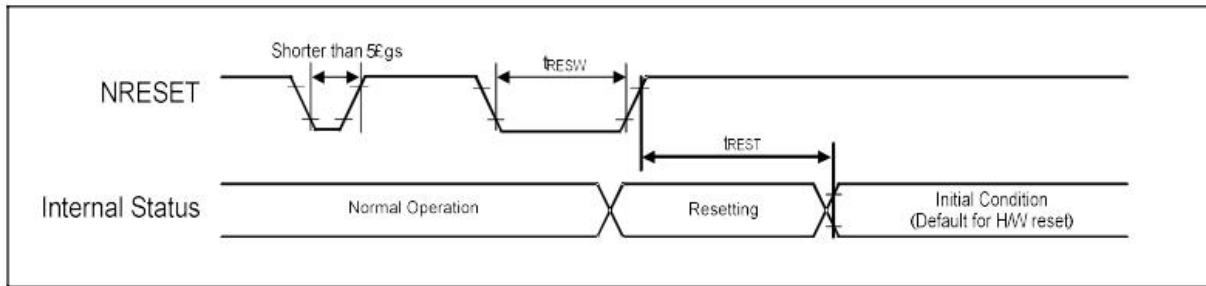 Shorter than 5£gs
tRESW
NRESET
tREST
Internal Status
Normal Operation
Resetting
Initial Condition
(Default for H/W reset)